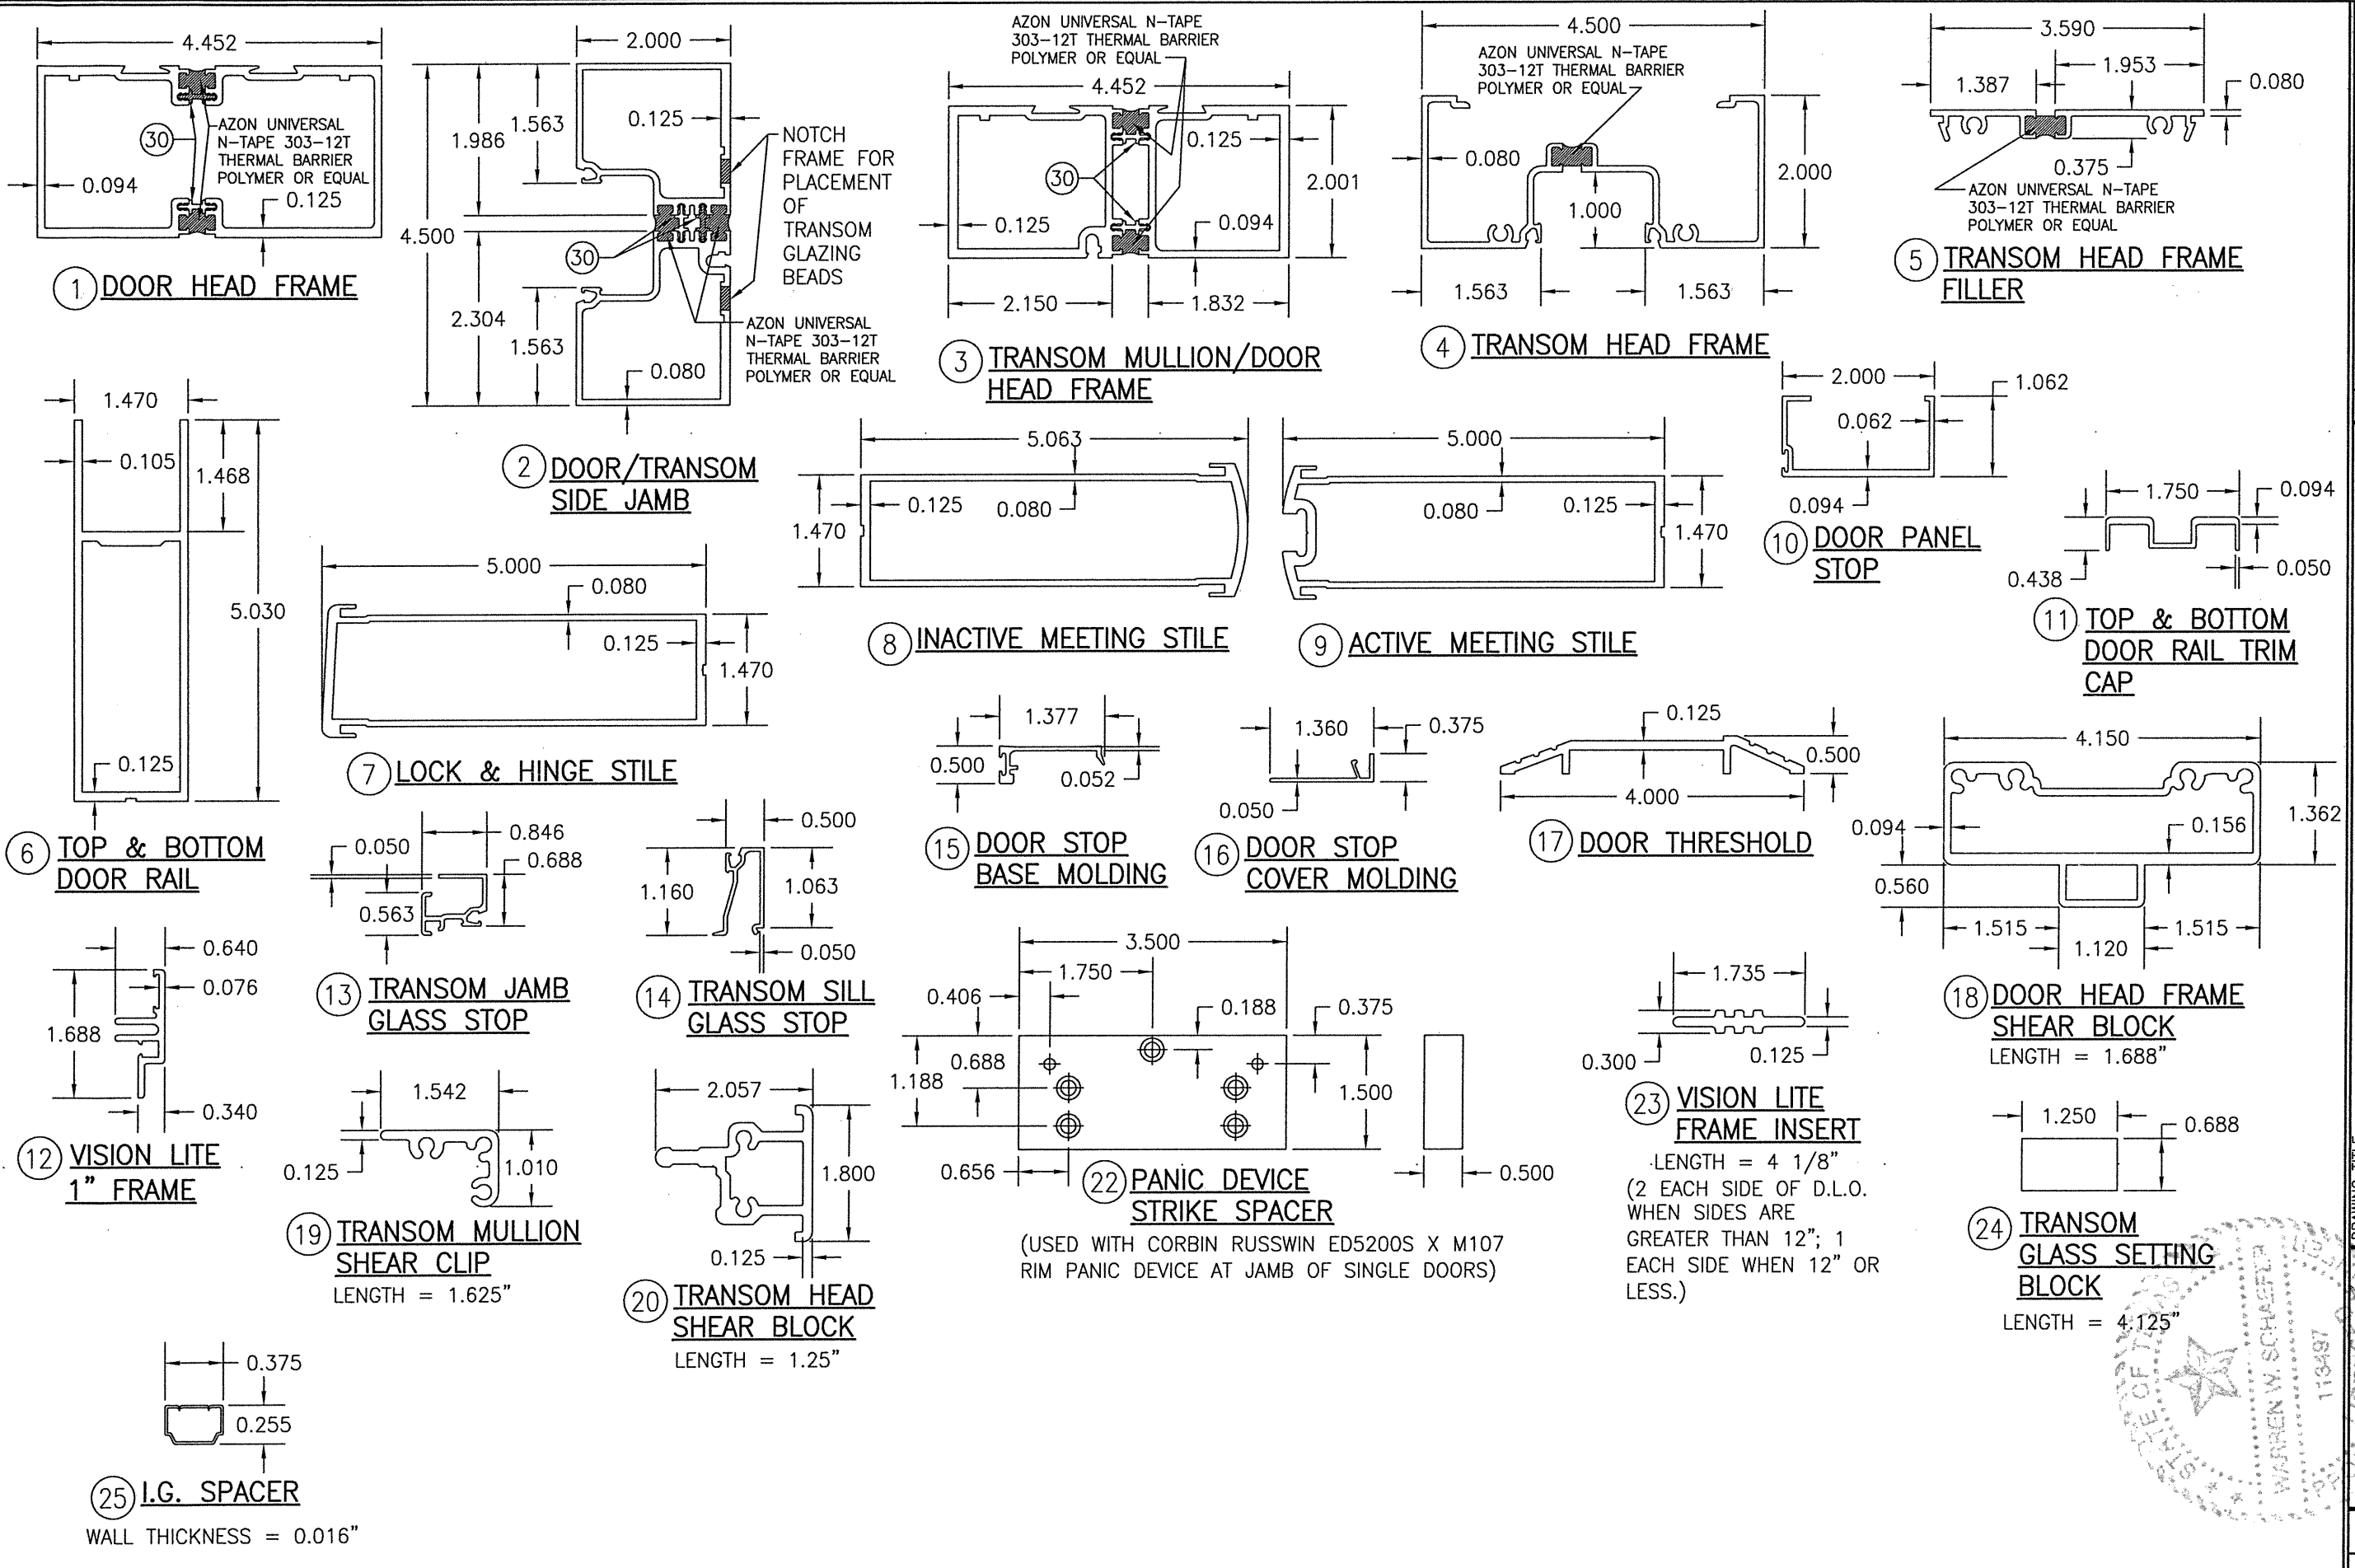 4.452
30
AZON UNIVERSAL
N-TAPE 303-12T
THERMAL BARRIER
POLYMER OR EQUAL
0.094
0.125
1 DOOR HEAD FRAME
2.000
4.500
1.986
1.563
0.125
NOTCH
FRAME FOR
PLACEMENT
OF
TRANSOM
GLAZING
BEADS
30
2.304
1.563
0.080
AZON UNIVERSAL
N-TAPE 303-12T
THERMAL BARRIER
POLYMER OR EQUAL
2 DOOR/TRANSOM
SIDE JAMB
AZON UNIVERSAL N-TAPE
303-12T THERMAL BARRIER
POLYMER OR EQUAL
4.452
0.125
30
2.001
0.125
0.094
2.150
1.832
3 TRANSOM MULLION/DOOR
HEAD FRAME
4.500
AZON UNIVERSAL N-TAPE
303-12T THERMAL BARRIER
POLYMER OR EQUAL
0.080
2.000
1.000
1.563
1.563
4 TRANSOM HEAD FRAME
3.590
1.953
1.387
0.080
0.375
AZON UNIVERSAL N-TAPE
303-12T THERMAL BARRIER
POLYMER OR EQUAL
5 TRANSOM HEAD FRAME
FILLER
1.470
0.105
1.468
5.030
0.125
6 TOP & BOTTOM
DOOR RAIL
5.000
0.080
0.125
1.470
7 LOCK & HINGE STILE
5.063
0.125
0.080
1.470
8 INACTIVE MEETING STILE
5.000
0.080
0.125
1.470
9 ACTIVE MEETING STILE
2.000
1.062
0.062
0.094
10 DOOR PANEL
STOP
1.750
0.094
0.438
0.050
11 TOP & BOTTOM
DOOR RAIL TRIM
CAP
0.640
0.076
1.688
0.340
12 VISION LITE
1" FRAME
0.846
0.050
0.688
0.563
13 TRANSOM JAMB
GLASS STOP
0.500
1.160
1.063
0.050
14 TRANSOM SILL
GLASS STOP
1.377
0.500
0.052
15 DOOR STOP
BASE MOLDING
1.360
0.375
0.050
16 DOOR STOP
COVER MOLDING
0.125
0.500
4.000
17 DOOR THRESHOLD
4.150
0.094
0.156
1.362
0.560
1.515
1.515
1.120
18 DOOR HEAD FRAME
SHEAR BLOCK
LENGTH = 1.688"
1.542
0.125
1.010
19 TRANSOM MULLION
SHEAR CLIP
LENGTH = 1.625"
2.057
1.800
0.125
20 TRANSOM HEAD
SHEAR BLOCK
LENGTH = 1.25"
3.500
1.750
0.406
0.188
0.375
0.688
1.188
1.500
0.656
0.500
22 PANIC DEVICE
STRIKE SPACER
(USED WITH CORBIN RUSSWIN ED5200S X M107
RIM PANIC DEVICE AT JAMB OF SINGLE DOORS)
1.735
0.300
0.125
23 VISION LITE
FRAME INSERT
LENGTH = 4 1/8"
(2 EACH SIDE OF D.L.O.
WHEN SIDES ARE
GREATER THAN 12"; 1
EACH SIDE WHEN 12" OR
LESS.)
1.250
0.688
24 TRANSOM
GLASS SETTING
BLOCK
LENGTH = 4.125"
STATE OF
WARREN W. SCHAEFER
113497
0.375
0.255
25 I.G. SPACER
WALL THICKNESS = 0.016"